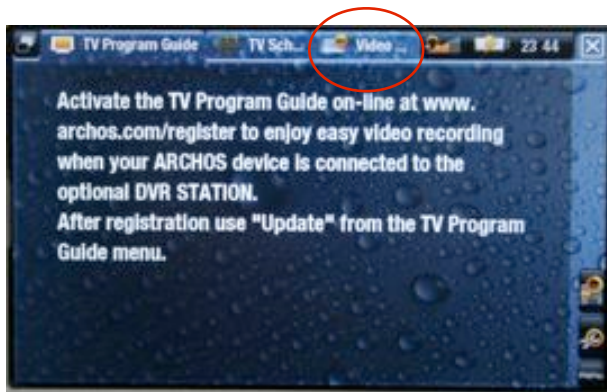 TV Program Guide
TV Sch...
Video ...
23 44
Activate the TV Program Guide on-line at www.
archos.com/register to enjoy easy video recording
when your ARCHOS device is connected to the
optional DVR STATION.
After registration use "Update" from the TV Program
Guide menu.